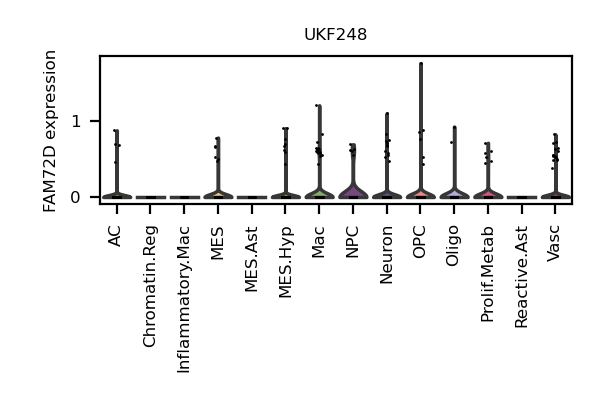 UKF248
FAM72D expression
1
0
AC
Chromatin.Reg
Inflammatory.Mac
MES
MES.Ast
MES.Hyp
Mac
NPC
Neuron
OPC
Oligo
Prolif.Metab
Reactive.Ast
Vasc